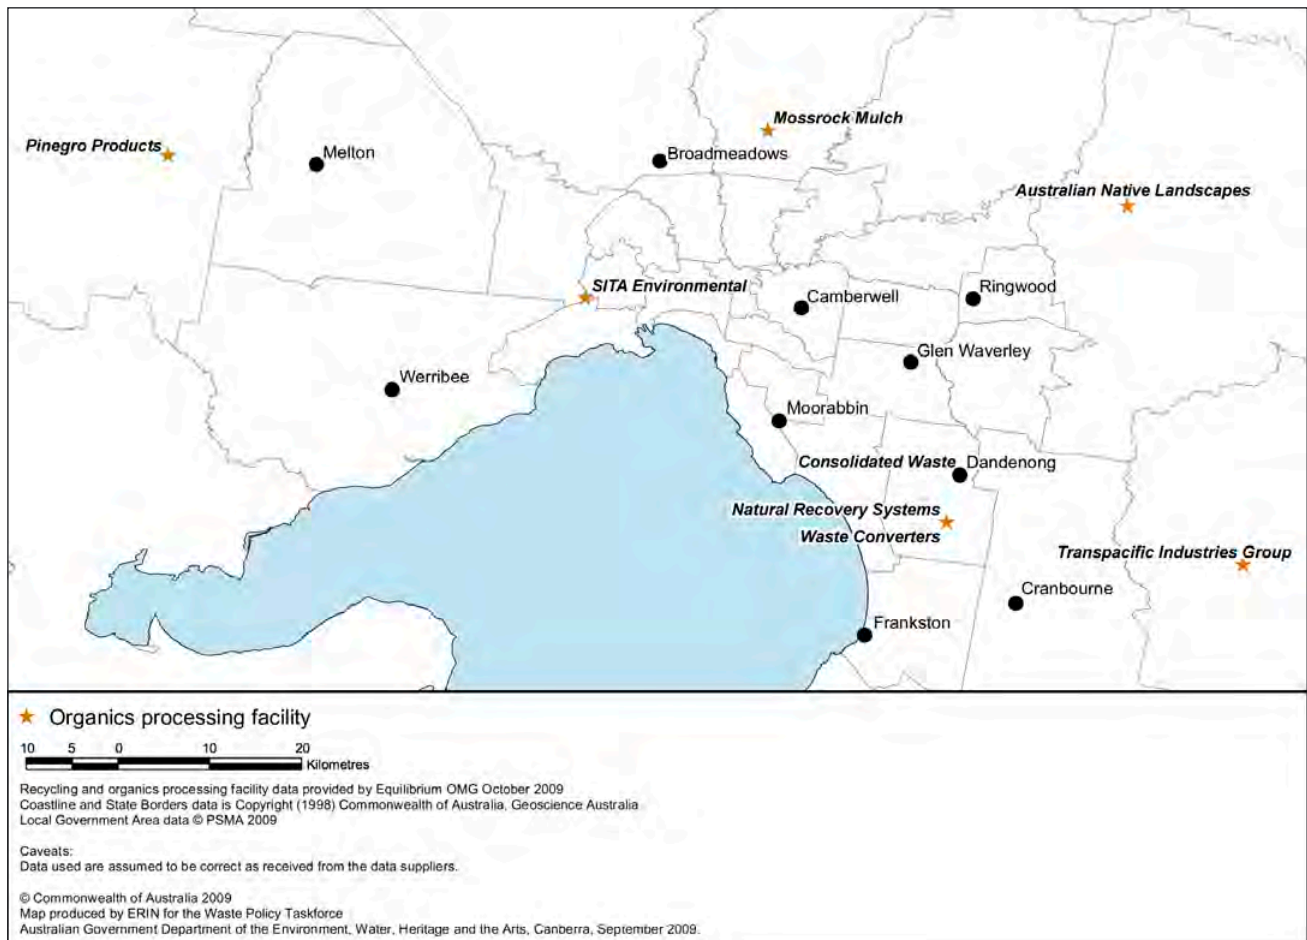 Mossrock Mulch
Pinegro Products
Melton
Broadmeadows
Australian Native Landscapes
SITA Environmental
Camberwell
Ringwood
Glen Waverley
Werribee
Moorabbin
Consolidated Waste
Dandenong
Natural Recovery Systems
Waste Converters
Transpacific Industries Group
Cranbourne
Frankston
Organics processing facility
10 5 0 10 20
Kilometres
Recycling and organics processing facility data provided by Equilibrium OMG October 2009
Coastline and State Borders data is Copyright (1998) Commonwealth of Australia, Geoscience Australia
Local Government Area data © PSMA 2009
Caveats:
Data used are assumed to be correct as received from the data suppliers.
© Commonwealth of Australia 2009
Map produced by ERIN for the Waste Policy Taskforce
Australian Government Department of the Environment, Water, Heritage and the Arts, Canberra, September 2009.